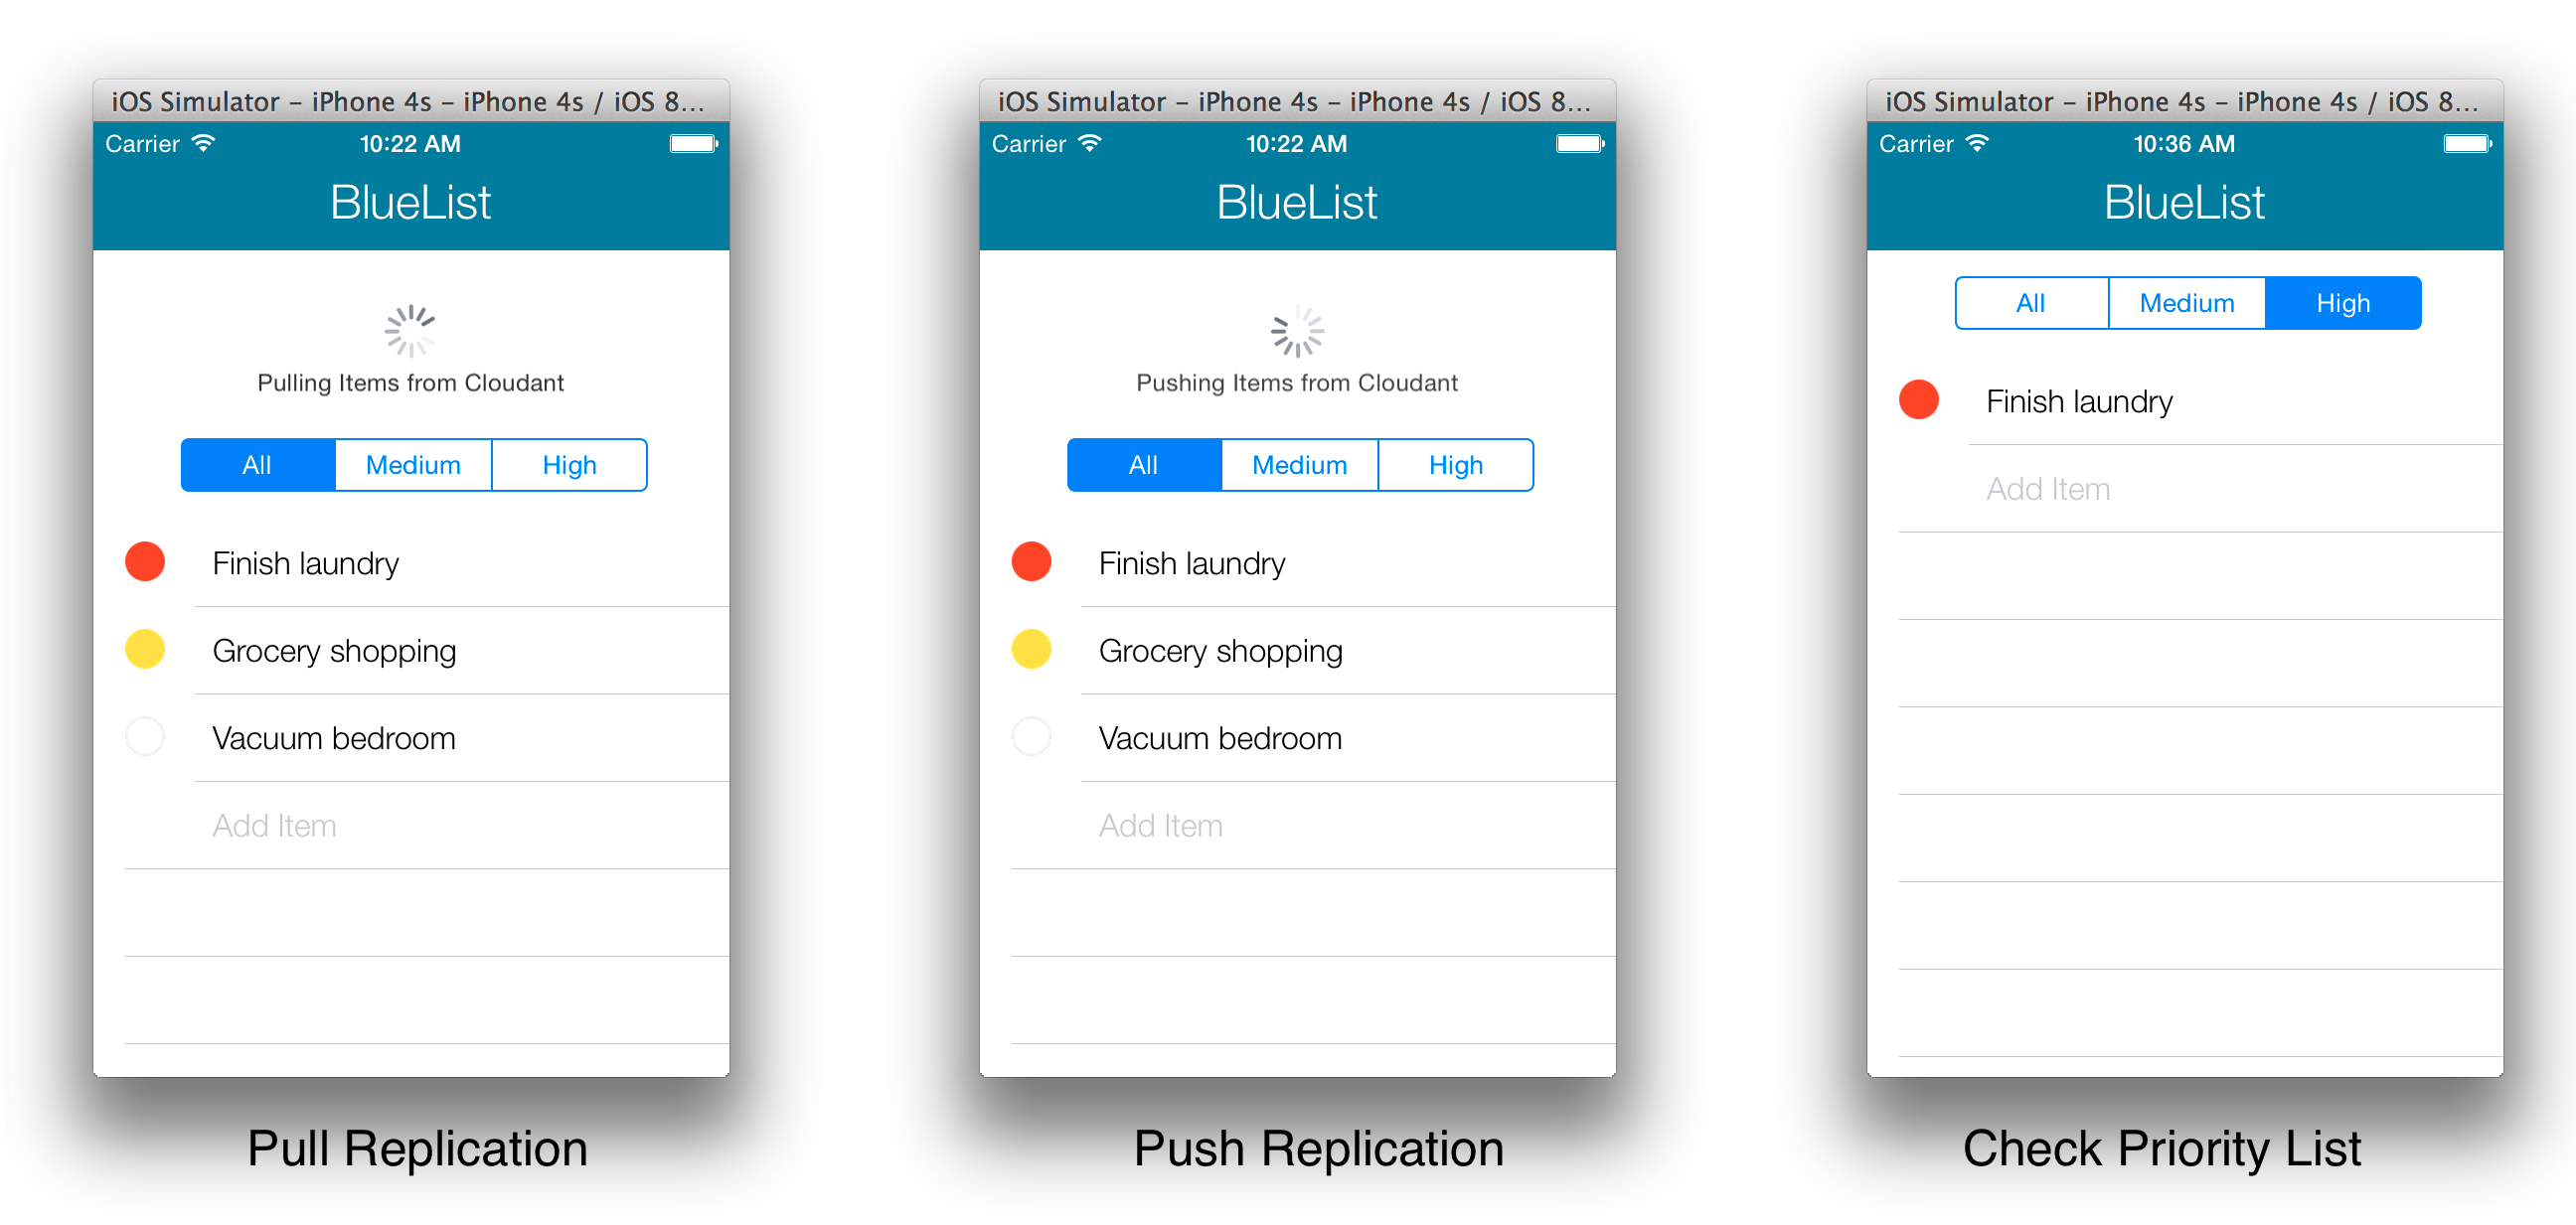 iOS Simulator – iPhone 4s – iPhone 4s / iOS 8...
Carrier 10:22 AM
BlueList
Pulling Items from Cloudant
All Medium High
Finish laundry
Grocery shopping
Vacuum bedroom
Add Item
Pull Replication
iOS Simulator – iPhone 4s – iPhone 4s / iOS 8...
Carrier 10:22 AM
BlueList
Pushing Items from Cloudant
All Medium High
Finish laundry
Grocery shopping
Vacuum bedroom
Add Item
Push Replication
iOS Simulator – iPhone 4s – iPhone 4s / iOS 8...
Carrier 10:36 AM
BlueList
All Medium High
Finish laundry
Add Item
Check Priority List